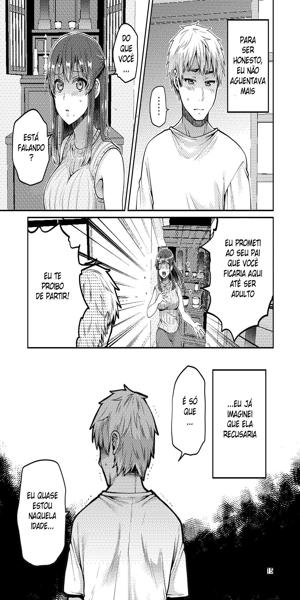 PARA
SER
HONESTO,
EU NÃO
AGUENTAVA
MAIS
......
DO
QUE
VOCÊ...
ESTÁ
FALANDO
?
EU PROMETI
AO SEU PAI
QUE VOCÊ
FICARIA AQUI
ATÉ SER
ADULTO
EU TE
PROIBO
DE PARTIR!
...EU JÁ
IMAGINEI
QUE ELA
RECUSARIA
É SÓ
QUE
...
EU QUASE
ESTOU
NAQUELA
IDADE...
15